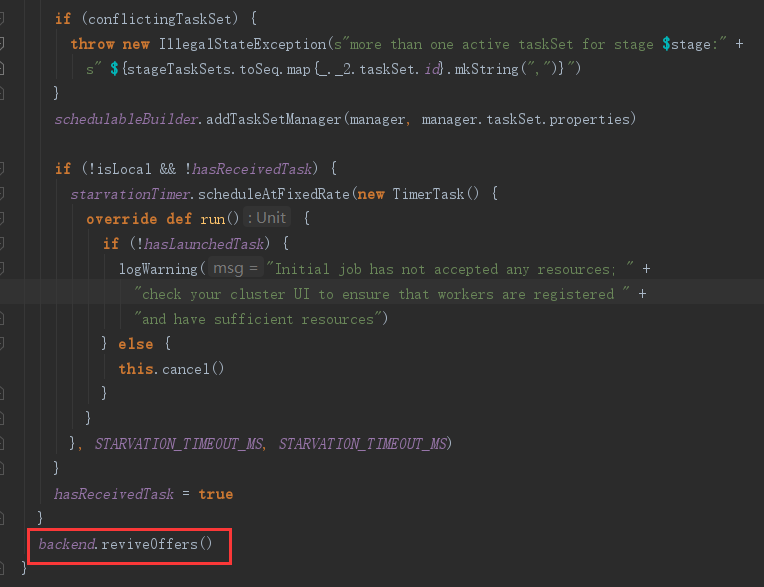 if (conflictingTaskSet) {
throw new IllegalStateException(s"more than one active taskSet for stage $stage:" +
s" ${stageTaskSets.toSeq.map{_._2.taskSet.id}.mkString(",")}")
}
schedulableBuilder.addTaskSetManager(manager, manager.taskSet.properties)
if (!isLocal && !hasReceivedTask) {
starvationTimer.scheduleAtFixedRate(new TimerTask() {
override def run() : Unit {
if (!hasLaunchedTask) {
logWarning( msg = "Initial job has not accepted any resources; " +
"check your cluster UI to ensure that workers are registered " +
"and have sufficient resources")
} else {
this.cancel()
}
}
}, STARVATION_TIMEOUT_MS, STARVATION_TIMEOUT_MS)
}
hasReceivedTask = true
}
backend.reviveOffers()
}